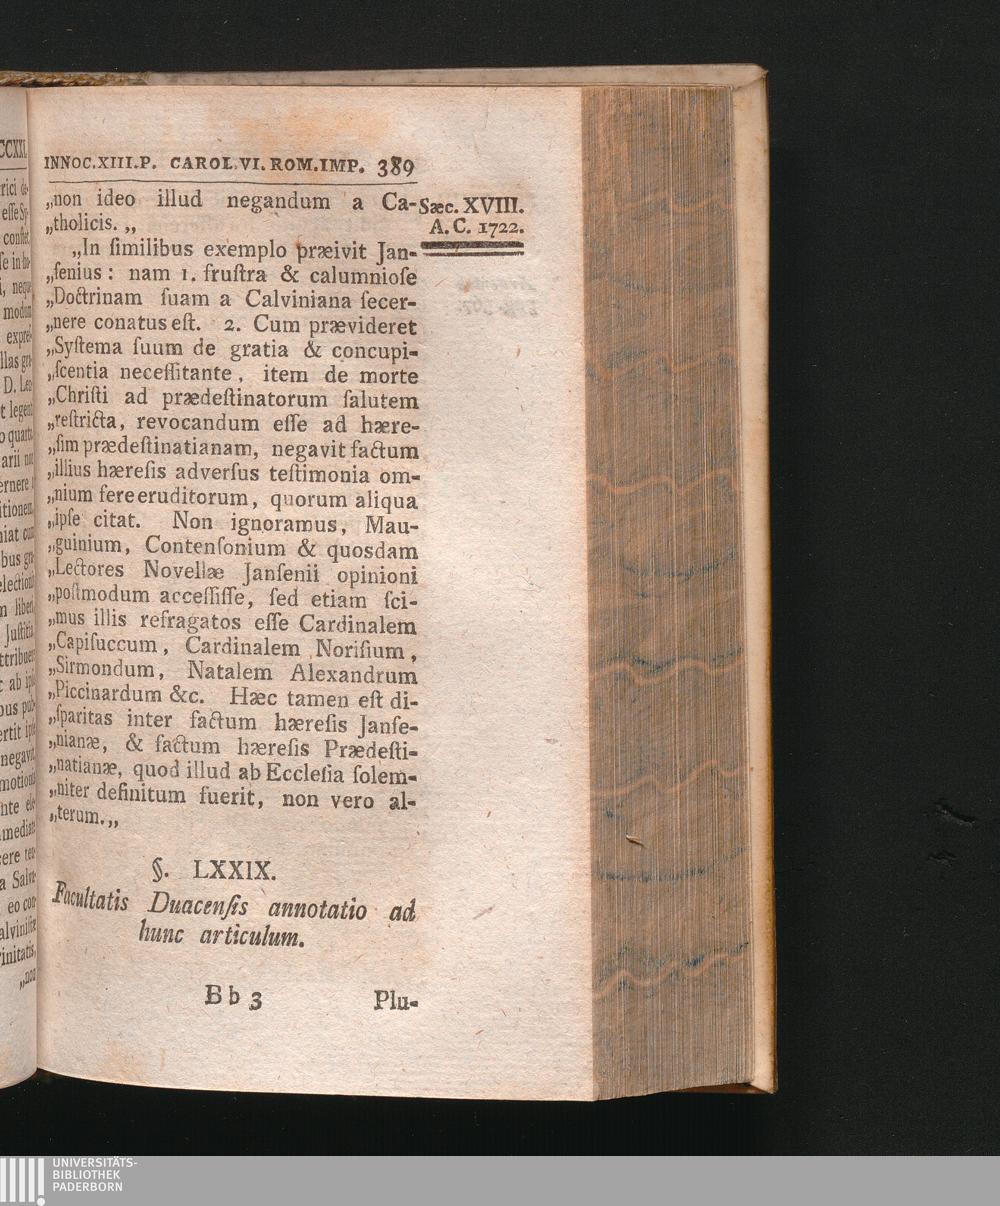 INNOC.XIII.P. CAROL.VI. ROM.IMP. 389
Sæc. XVIII.
A. C. 1722.
„non ideo illud negandum a Ca-
„tholicis.„
„In ſimilibus exemplo præivit Jan-
„ſenius: nam 1. fruſtra & calumnioſe
„Doctrinam ſuam a Calviniana ſecer-
„nere conatus eſt. 2. Cum prævideret
„Syſtema ſuum de gratia & concupi-
„ſcentia neceſſitante, item de morte
„Chriſti ad prædeſtinatorum ſalutem
„reſtricta, revocandum eſſe ad hære-
„ſim prædeſtinatianam, negavit factum
„illius hæreſis adverſus teſtimonia om-
„nium fere eruditorum, quorum aliqua
„ipſe citat. Non ignoramus, Mau-
„guinium, Contenſonium & quosdam
„Lectores Novellæ Janſenii opinioni
„poſtmodum acceſſiſſe, ſed etiam ſci-
„mus illis refragatos eſſe Cardinalem
„Capiſuccum, Cardinalem Noriſium,
„Sirmondum, Natalem Alexandrum
„Piccinardum &c. Hæc tamen eſt di-
„ſparitas inter factum hæreſis Janſe-
„nianæ, & factum hæreſis Prædeſti-
„natianæ, quod illud ab Eccleſia ſolem-
„niter definitum fuerit, non vero al-
„terum.„
§. LXXIX.
Facultatis Duacenſis annotatio ad
hunc articulum.
Bb 3 Plu-
UNIVERSITÄTS-
BIBLIOTHEK
PADERBORN